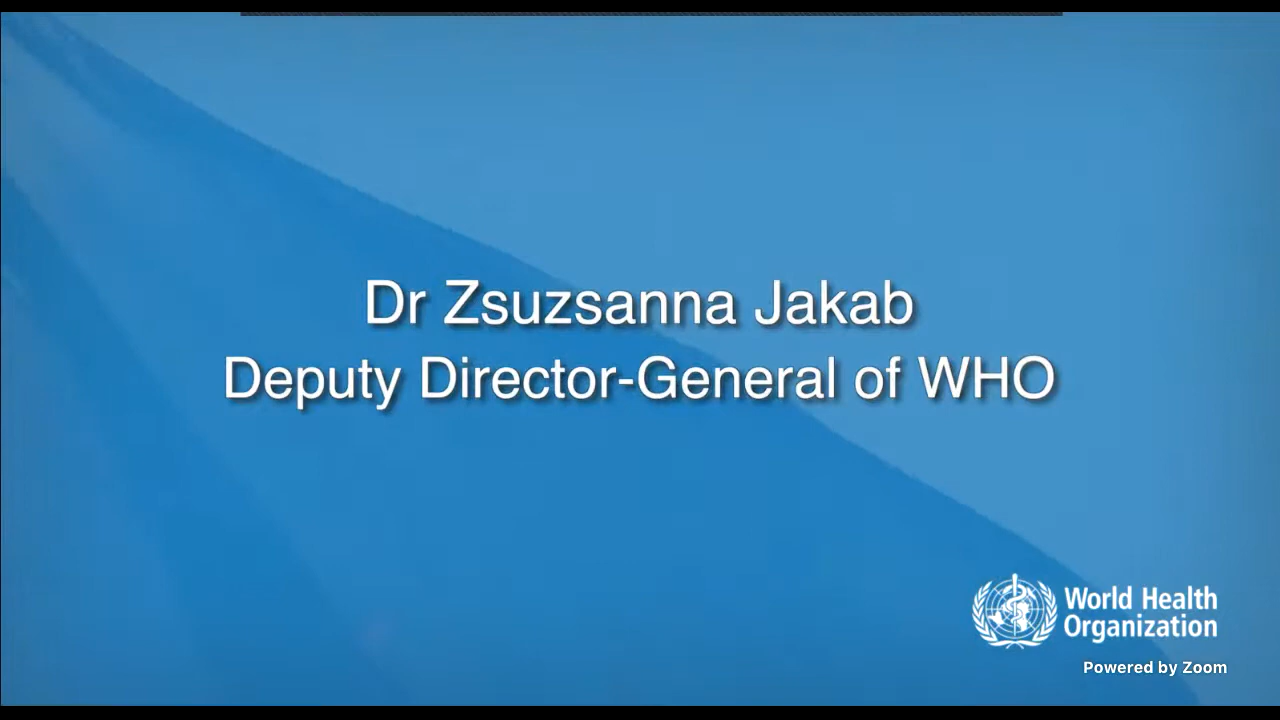 Dr Zsuzsanna Jakab
Deputy Director-General of WHO
World Health
Organization
Powered by Zoom